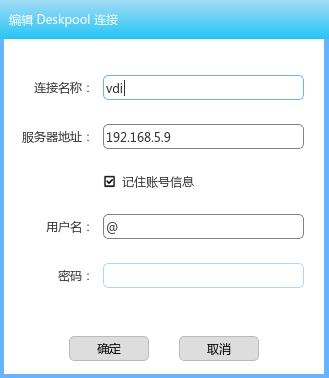 编辑 Deskpool 连接
连接名称： vdi
服务器地址： 192.168.5.9
记住账号信息
用户名： @
密码：
确定 取消